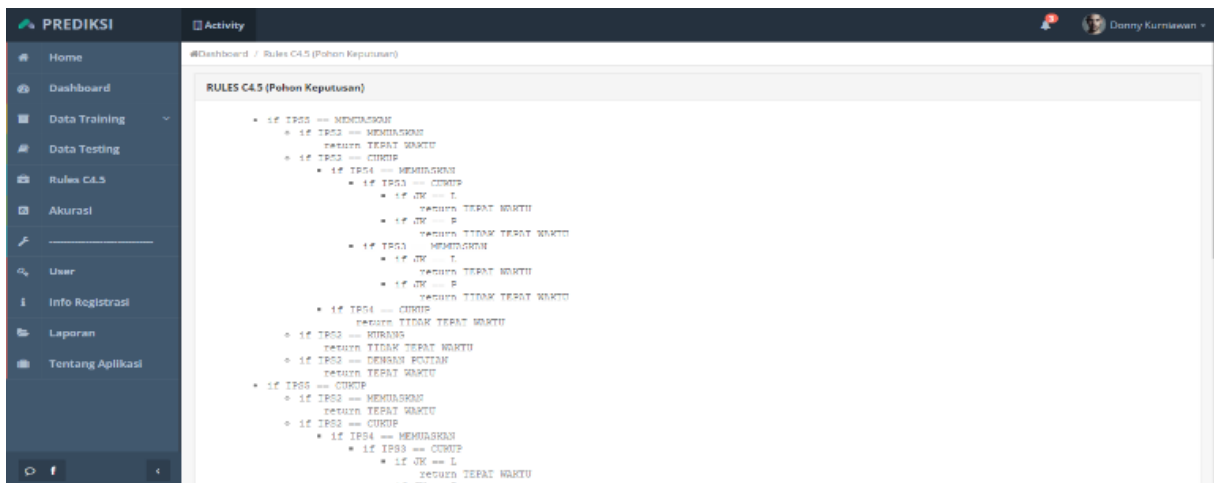 PREDIKSI
Activity
3
Donny Kurniawan
Home
Dashboard
Data Training
Data Testing
Rules C4.5
Akurasi
-----------------------------
User
Info Registrasi
Laporan
Tentang Aplikasi
Dashboard / Rules C4.5 (Pohon Keputusan)
RULES C4.5 (Pohon Keputusan)
if IPS5 == MEMUASKAN
if IPS2 == MEMUASKAN
return TEPAT WAKTU
if IPS2 == CUKUP
if IPS4 == MEMUASKAN
if IPS3 == CUKUP
if JK == L
return TEPAT WAKTU
if JK == P
return TIDAK TEPAT WAKTU
if IPS3 == MEMUASKAN
if JK == L
return TEPAT WAKTU
if JK == P
return TIDAK TEPAT WAKTU
if IPS4 == CUKUP
return TIDAK TEPAT WAKTU
if IPS2 == KURANG
return TIDAK TEPAT WAKTU
if IPS2 == DENGAN PUJIAN
return TEPAT WAKTU
if IPS5 == CUKUP
if IPS2 == MEMUASKAN
return TEPAT WAKTU
if IPS2 == CUKUP
if IPS4 == MEMUASKAN
if IPS3 == CUKUP
if JK == L
return TEPAT WAKTU